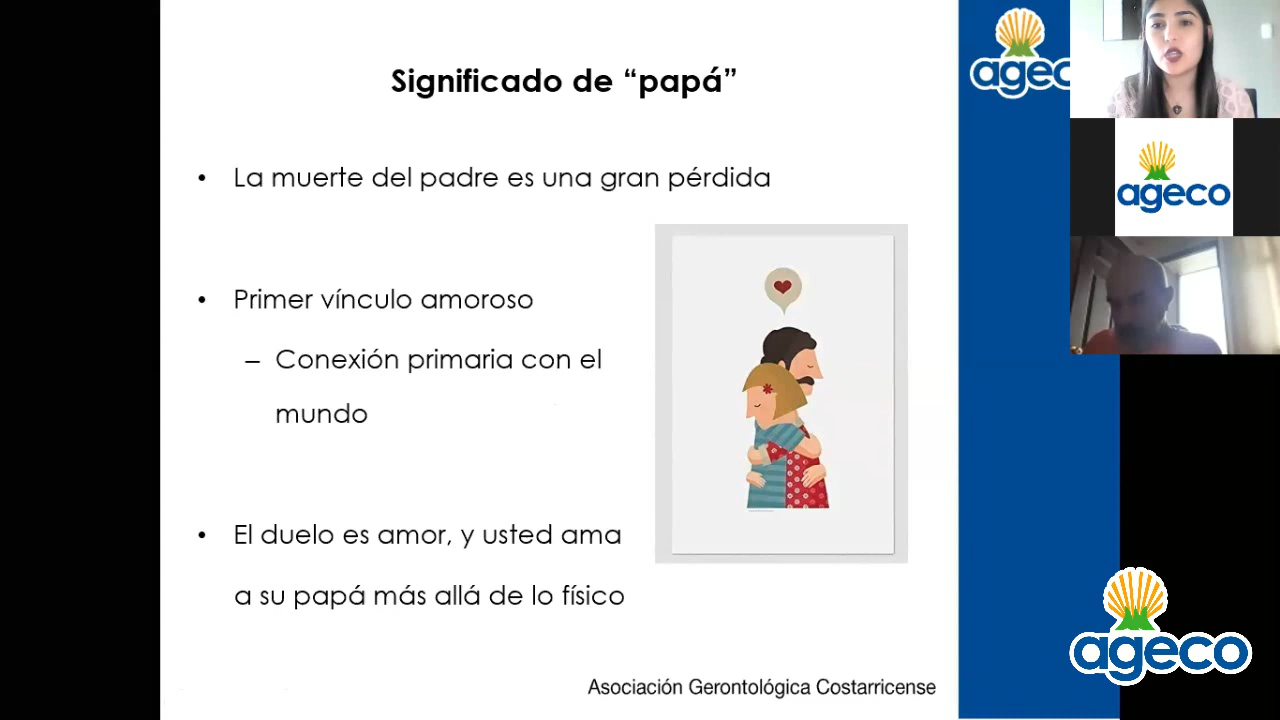 Significado de “papá”
• La muerte del padre es una gran pérdida
• Primer vínculo amoroso
– Conexión primaria con el
mundo
• El duelo es amor, y usted ama
a su papá más allá de lo físico
Asociación Gerontológica Costarricense
agec
ageco
ageco